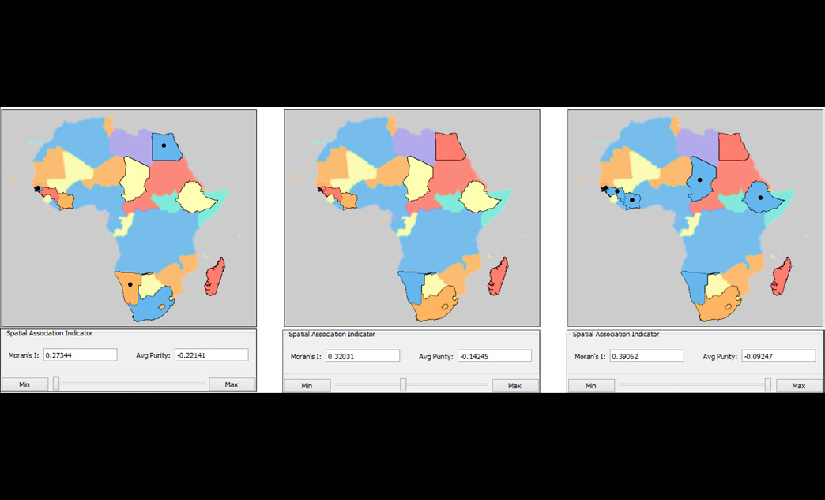 Spatial Association Indicator
Moran's I: 0.27344 Avg Purity: -0.22141
Min Max
Spatial Association Indicator
Moran's I: 0.32031 Avg Purity: -0.14245
Min Max
Spatial Association Indicator
Moran's I: 0.39062 Avg Purity: -0.09247
Min Max